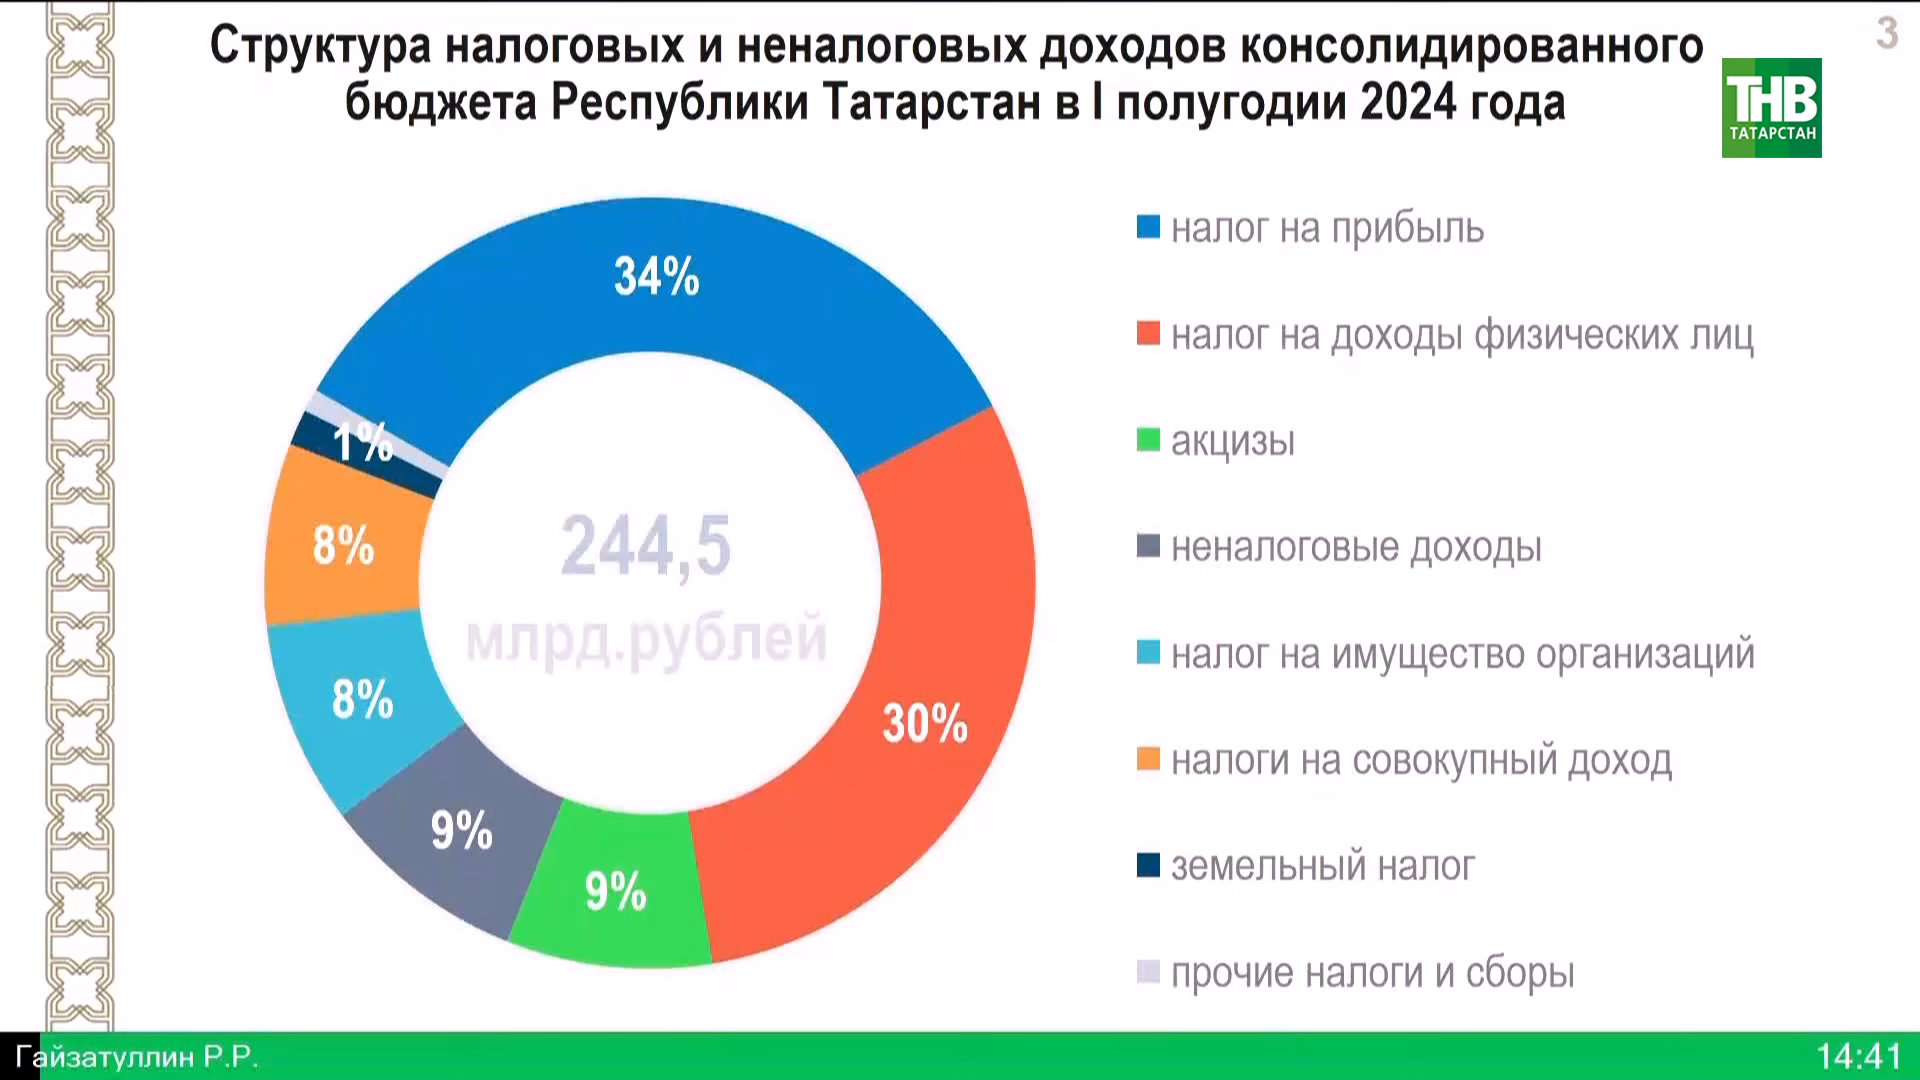 Структура налоговых и неналоговых доходов консолидированного
бюджета Республики Татарстан в I полугодии 2024 года
3
ТНВ
ТАТАРСТАН
34%
30%
9%
9%
8%
8%
1%
244,5
млрд.рублей
налог на прибыль
налог на доходы физических лиц
акцизы
неналоговые доходы
налог на имущество организаций
налоги на совокупный доход
земельный налог
прочие налоги и сборы
Гайзатуллин Р.Р.
14:41